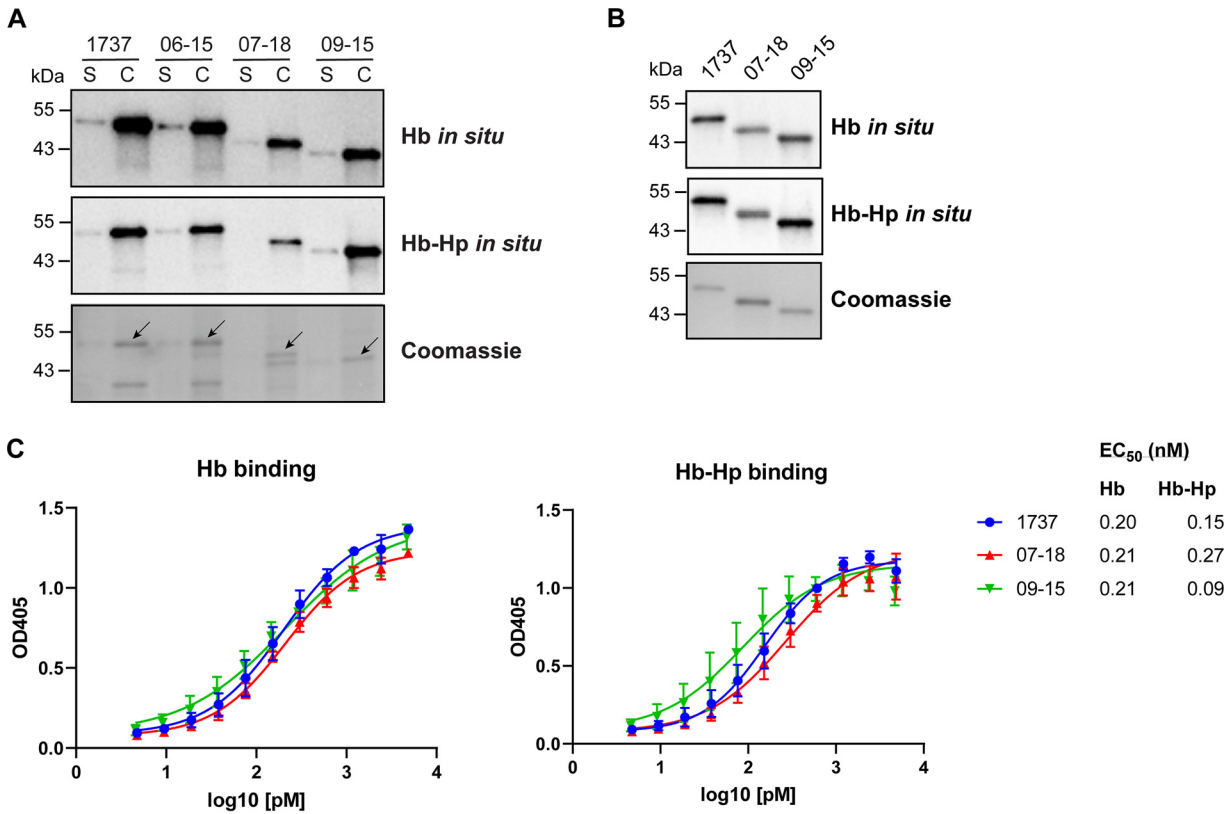 A
1737 06-15 07-18 09-15
kDa S C S C S C S C
55
43
Hb in situ
55
43
Hb-Hp in situ
55
43
Coomassie
B
kDa 1737 07-18 09-15
55
43
Hb in situ
55
43
Hb-Hp in situ
55
43
Coomassie
C
Hb binding
OD405
1.5
1.0
0.5
0.0
0 1 2 3 4
log10 [pM]
Hb-Hp binding
OD405
1.5
1.0
0.5
0.0
0 1 2 3 4
log10 [pM]
EC50 (nM)
Hb Hb-Hp
1737 0.20 0.15
07-18 0.21 0.27
09-15 0.21 0.09